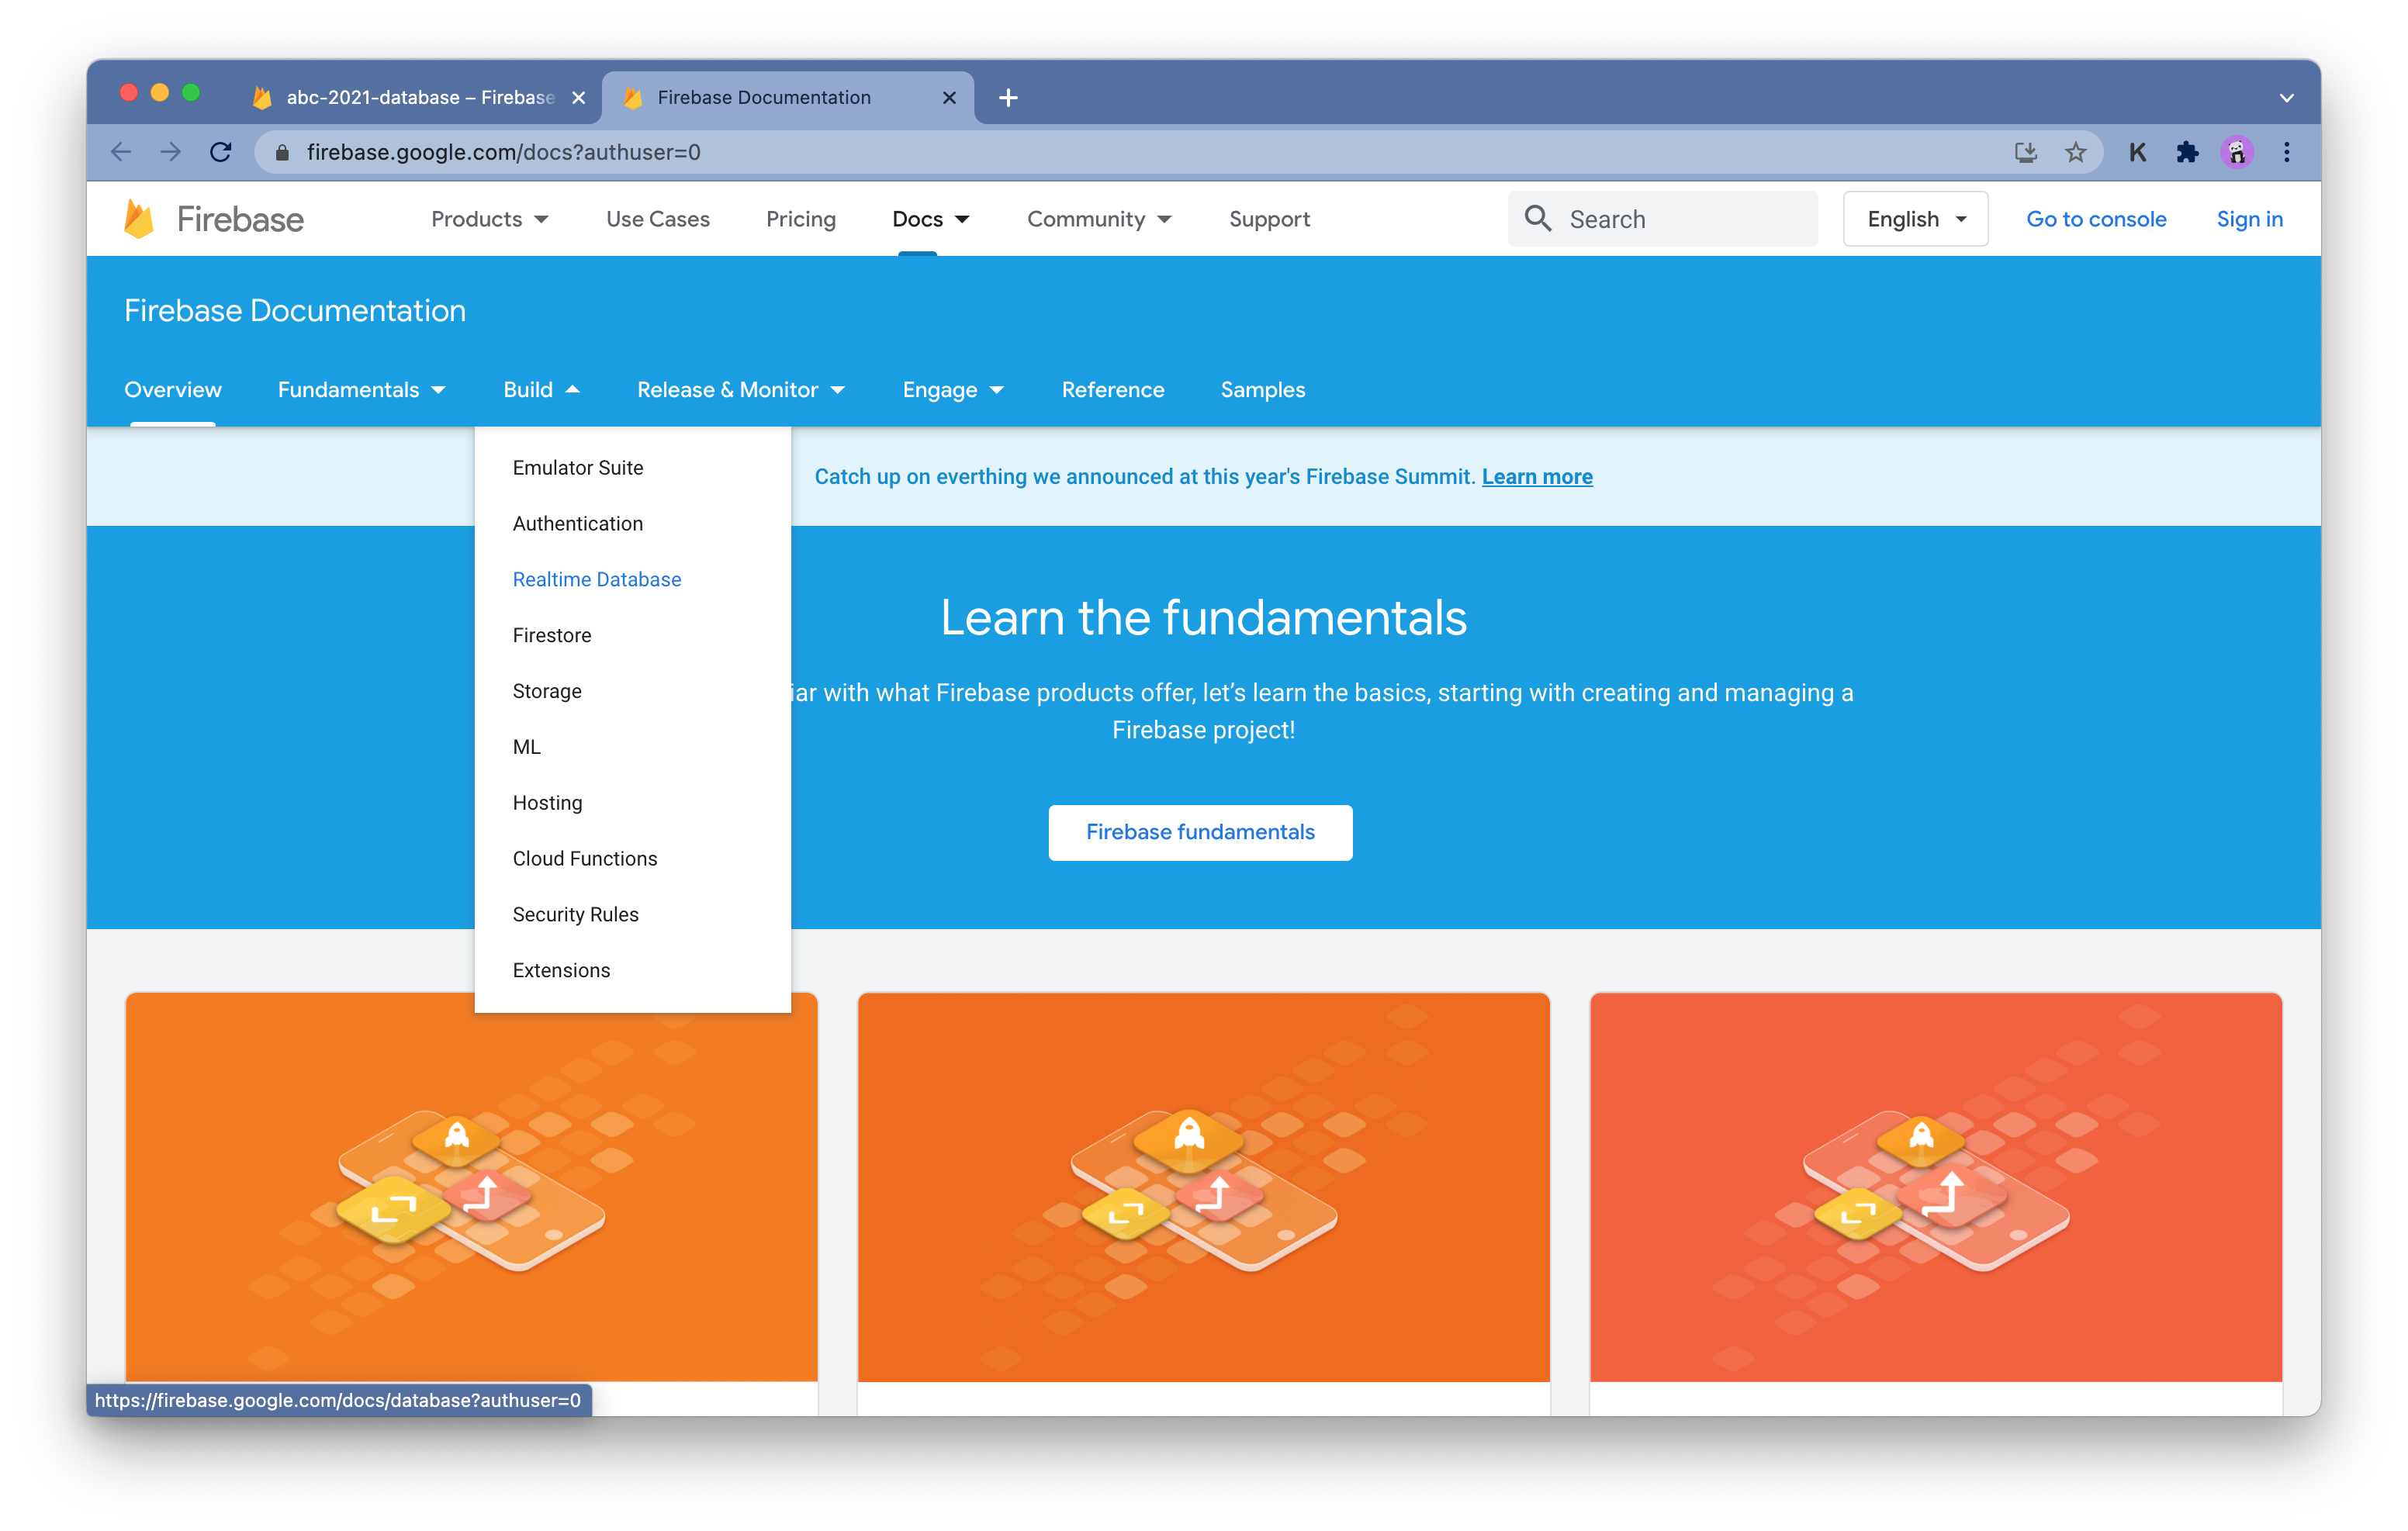 abc-2021-database – Firebase
Firebase Documentation
firebase.google.com/docs?authuser=0
K
Firebase
Products
Use Cases
Pricing
Docs
Community
Support
Search
English
Go to console
Sign in
Firebase Documentation
Overview
Fundamentals
Build
Release & Monitor
Engage
Reference
Samples
Emulator Suite
Authentication
Realtime Database
Firestore
Storage
ML
Hosting
Cloud Functions
Security Rules
Extensions
Catch up on everthing we announced at this year's Firebase Summit. Learn more
Learn the fundamentals
iar with what Firebase products offer, let’s learn the basics, starting with creating and managing a
Firebase project!
Firebase fundamentals
https://firebase.google.com/docs/database?authuser=0